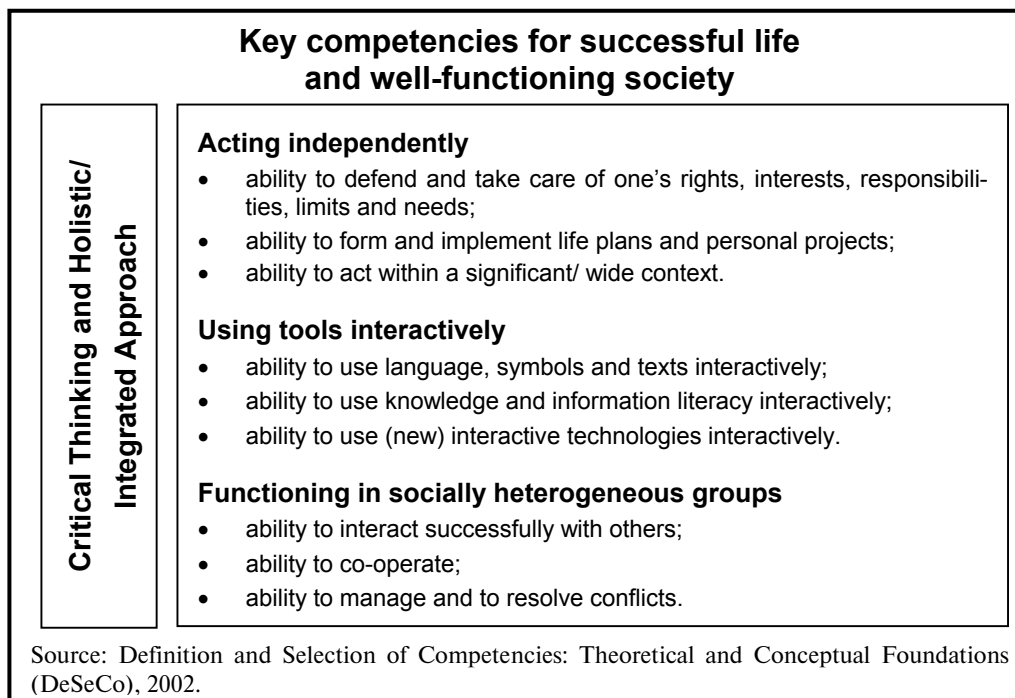 Key competencies for successful life
and well-functioning society
Critical Thinking and Holistic/
Integrated Approach
Acting independently
• ability to defend and take care of one’s rights, interests, responsibili-
ties, limits and needs;
• ability to form and implement life plans and personal projects;
• ability to act within a significant/ wide context.
Using tools interactively
• ability to use language, symbols and texts interactively;
• ability to use knowledge and information literacy interactively;
• ability to use (new) interactive technologies interactively.
Functioning in socially heterogeneous groups
• ability to interact successfully with others;
• ability to co-operate;
• ability to manage and to resolve conflicts.
Source: Definition and Selection of Competencies: Theoretical and Conceptual Foundations
(DeSeCo), 2002.